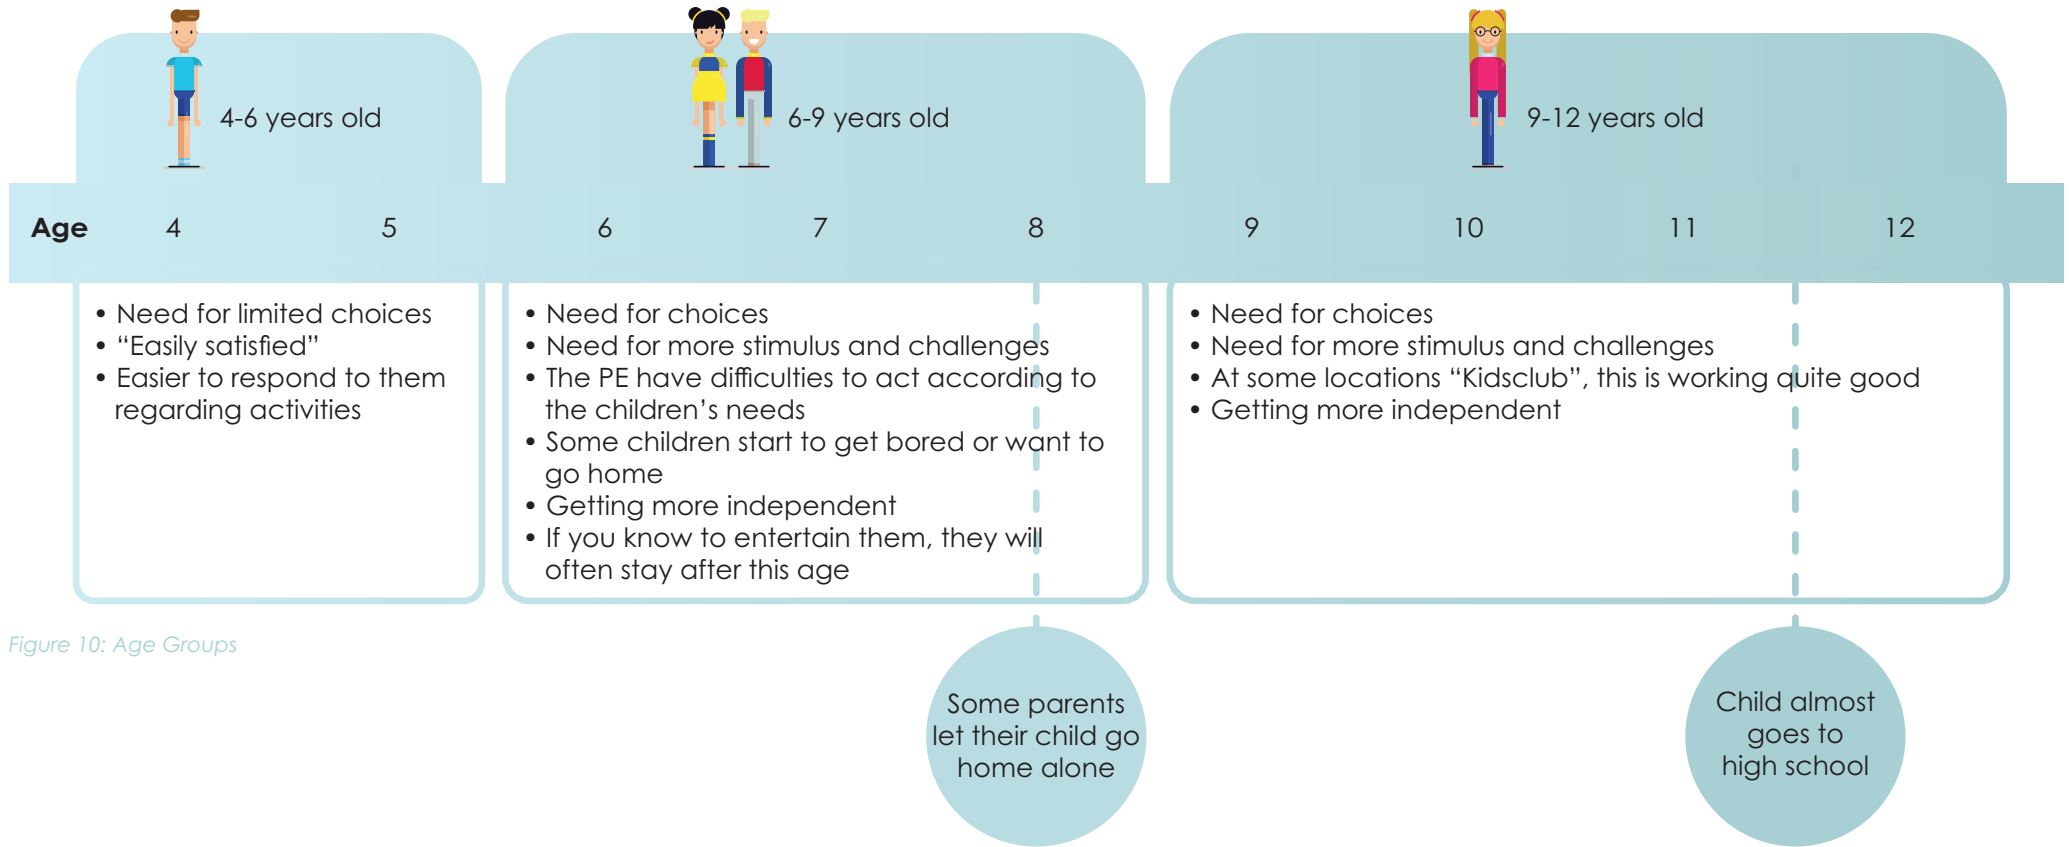 4-6 years old
6-9 years old
9-12 years old
Age 4 5 6 7 8 9 10 11 12
• Need for limited choices
• “Easily satisfied”
• Easier to respond to them
regarding activities
• Need for choices
• Need for more stimulus and challenges
• The PE have difficulties to act according to
the children’s needs
• Some children start to get bored or want to
go home
• Getting more independent
• If you know to entertain them, they will
often stay after this age
• Need for choices
• Need for more stimulus and challenges
• At some locations “Kidsclub”, this is working quite good
• Getting more independent
Figure 10: Age Groups
Some parents
let their child go
home alone
Child almost
goes to
high school